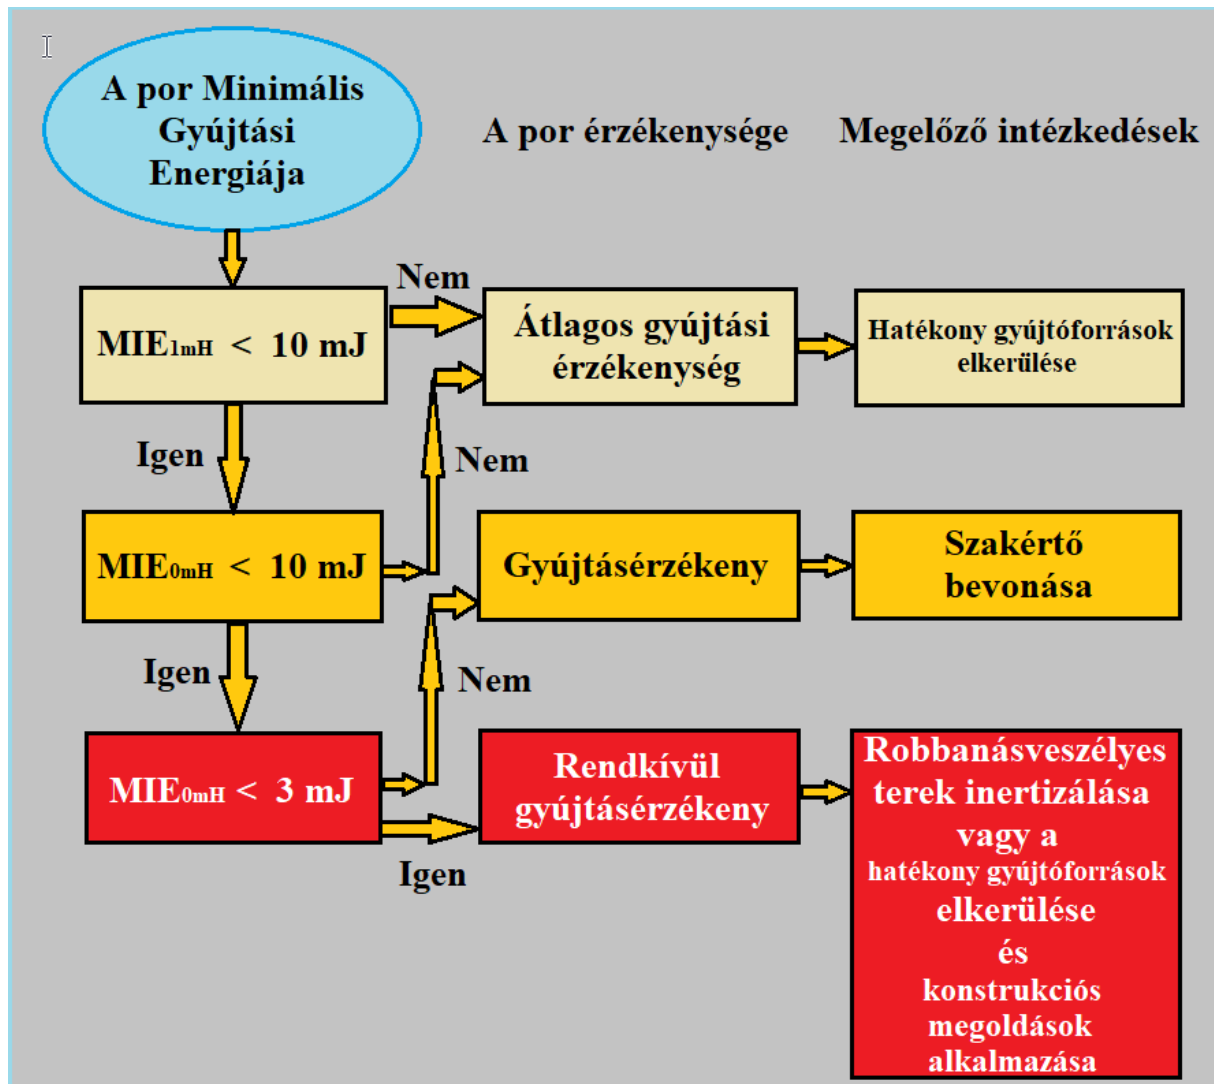 A por Minimális
Gyújtási
Energiája
A por érzékenysége
Megelőző intézkedések
MIE1mH < 10 mJ
Nem
Átlagos gyújtási
érzékenység
Hatékony gyújtóforrások
elkerülése
Igen
Nem
MIE0mH < 10 mJ
Gyújtásérzékeny
Szakértő
bevonása
Igen
Nem
MIE0mH < 3 mJ
Igen
Rendkívül
gyújtásérzékeny
Robbanásveszélyes
terek inertizálása
vagy a
hatékony gyújtóforrások
elkerülése
és
konstrukciós
megoldások
alkalmazása